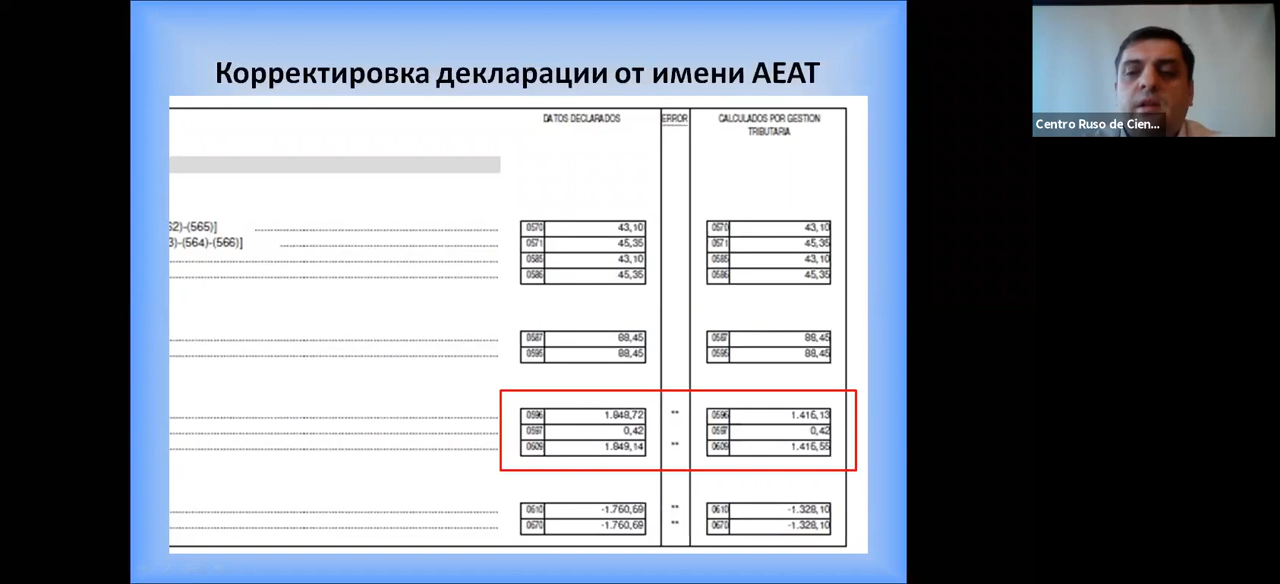 Корректировка декларации от имени AEAT
DATOS DECLARADOS ERROR CALCULADOS POR GESTION
TRIBUTARIA
62)-(565)] 0570 43,10 0570 43,10
3)-(564)-(566)] 0571 45,35 0571 45,35
0585 43,10 0585 43,10
0586 45,35 0586 45,35
0587 88,45 0587 88,45
0595 88,45 0595 88,45
0596 1.848,72 ** 0596 1.416,13
0597 0,42 0597 0,42
0609 1.849,14 ** 0609 1.416,55
0610 -1.760,69 ** 0610 -1.328,10
0670 -1.760,69 ** 0670 -1.328,10
Centro Ruso de Cien...